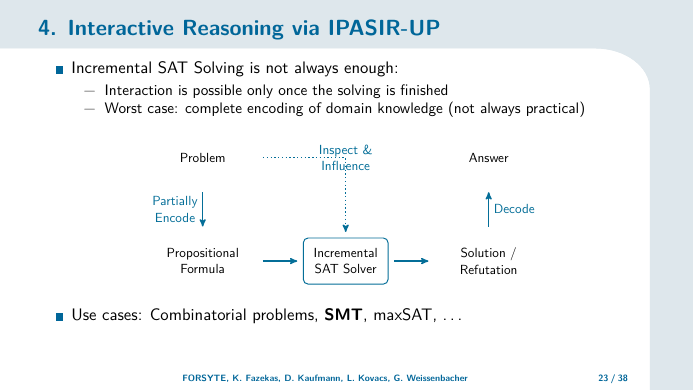 4. Interactive Reasoning via IPASIR-UP
Incremental SAT Solving is not always enough:
— Interaction is possible only once the solving is finished
— Worst case: complete encoding of domain knowledge (not always practical)
Problem
Inspect &
Influence
Answer
Partially
Encode
Decode
Propositional
Formula
Incremental
SAT Solver
Solution /
Refutation
Use cases: Combinatorial problems, SMT, maxSAT, . . .
FORSYTE, K. Fazekas, D. Kaufmann, L. Kovacs, G. Weissenbacher
23 / 38